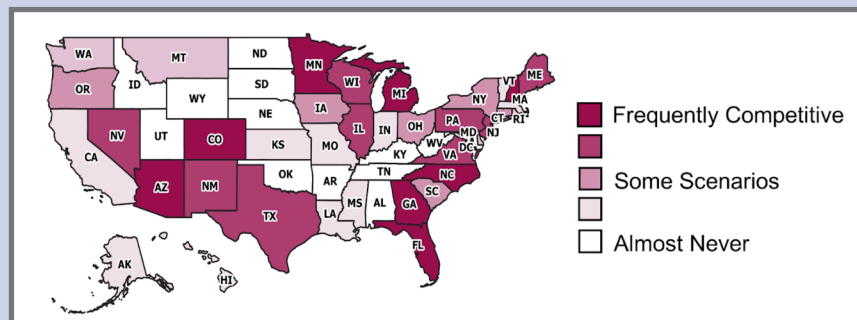 WA
MT
ND
MN
VT
ME
OR
ID
SD
WI
MI
NY
MA
WY
IA
CT
RI
NE
PA
NV
UT
CO
IL
IN
OH
MD
NJ
CA
KS
MO
WV
DC
VA
KY
AZ
NM
OK
AR
TN
NC
SC
TX
LA
MS
AL
GA
FL
AK
HI
Frequently Competitive
Some Scenarios
Almost Never